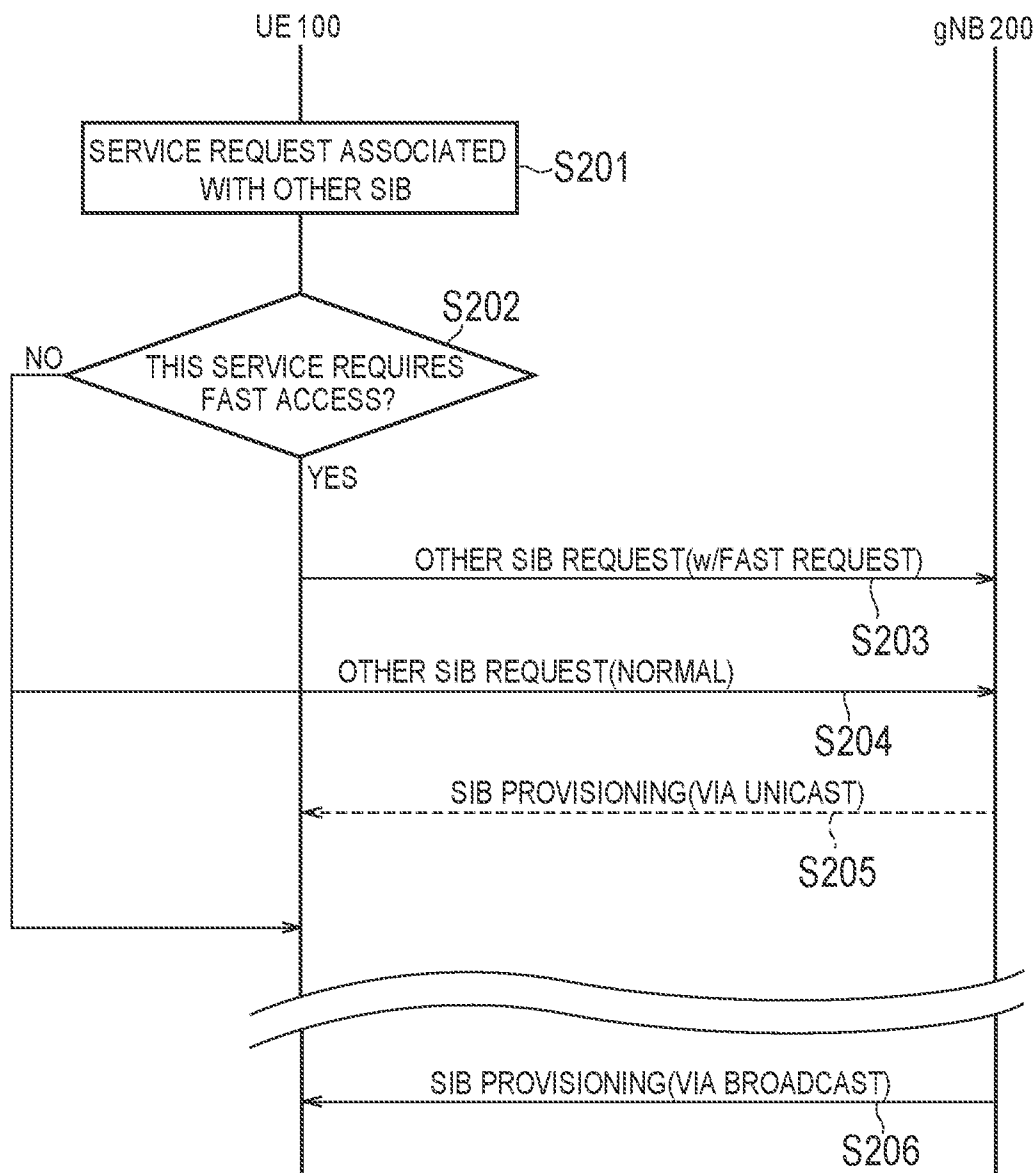 UE 100
gNB 200
SERVICE REQUEST ASSOCIATED
WITH OTHER SIB
S201
S202
NO
THIS SERVICE REQUIRES
FAST ACCESS?
YES
OTHER SIB REQUEST(w/FAST REQUEST)
S203
OTHER SIB REQUEST(NORMAL)
S204
SIB PROVISIONING(VIA UNICAST)
S205
SIB PROVISIONING(VIA BROADCAST)
S206